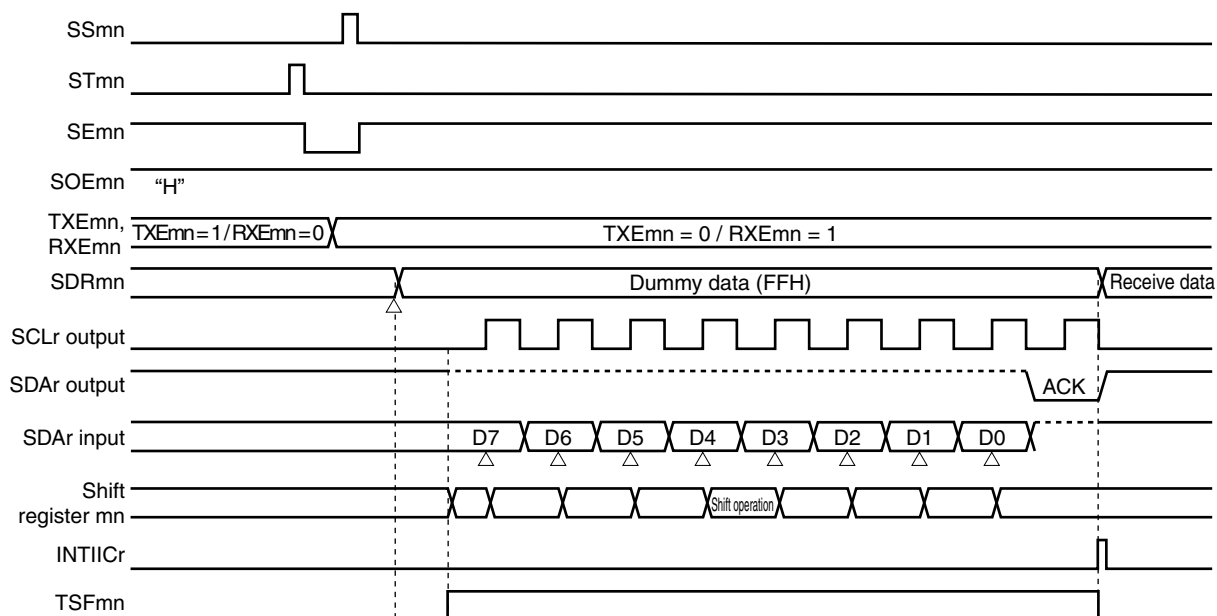 SSmn
STmn
SEmn
SOEmn “H”
TXEmn,
RXEmn
TXEmn = 1 / RXEmn = 0 TXEmn = 0 / RXEmn = 1
SDRmn Dummy data (FFH) Receive data
SCLr output
SDAr output ACK
SDAr input D7 D6 D5 D4 D3 D2 D1 D0
Shift
register mn
Shift operation
INTIICr
TSFmn